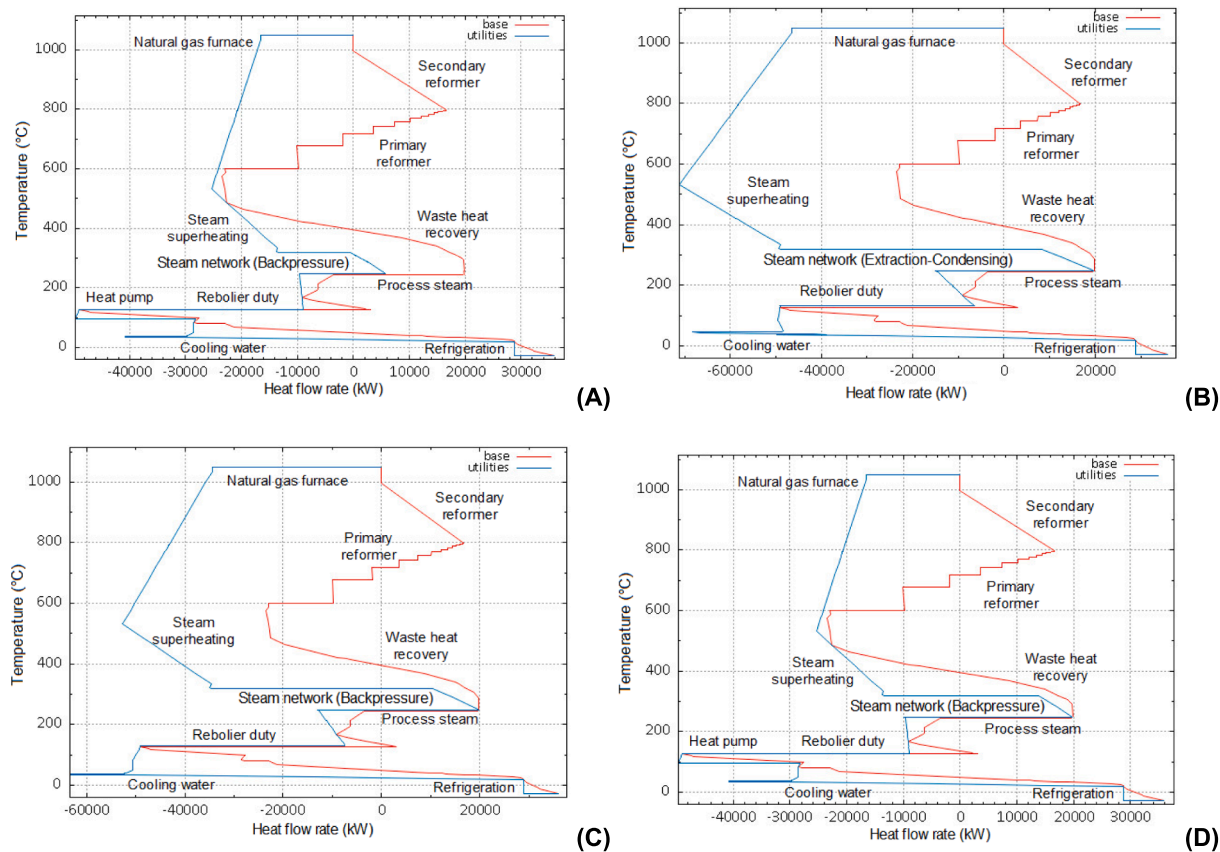 base
utilities
Natural gas furnace
Secondary
reformer
Primary
reformer
Steam
superheating
Waste heat
recovery
Steam network (Backpressure)
Process steam
Heat pump
Rebolier duty
Cooling water
Refrigeration
Temperature (°C)
1000
800
600
400
200
0
-40000 -30000 -20000 -10000 0 10000 20000 30000
Heat flow rate (kW)
(A)
base
utilities
Natural gas furnace
Secondary
reformer
Primary
reformer
Steam
superheating
Waste heat
recovery
Steam network (Extraction-Condensing)
Process steam
Rebolier duty
Cooling water
Refrigeration
Temperature (°C)
1000
800
600
400
200
0
-60000 -40000 -20000 0 20000
Heat flow rate (kW)
(B)
base
utilities
Natural gas furnace
Secondary
reformer
Primary
reformer
Steam
superheating
Waste heat
recovery
Steam network (Backpressure)
Process steam
Rebolier duty
Cooling water
Refrigeration
Temperature (°C)
1000
800
600
400
200
0
-60000 -40000 -20000 0 20000
Heat flow rate (kW)
(C)
base
utilities
Natural gas furnace
Secondary
reformer
Primary
reformer
Steam
superheating
Waste heat
recovery
Steam network (Backpressure)
Process steam
Heat pump
Rebolier duty
Cooling water
Refrigeration
Temperature (°C)
1000
800
600
400
200
0
-40000 -30000 -20000 -10000 0 10000 20000 30000
Heat flow rate (kW)
(D)